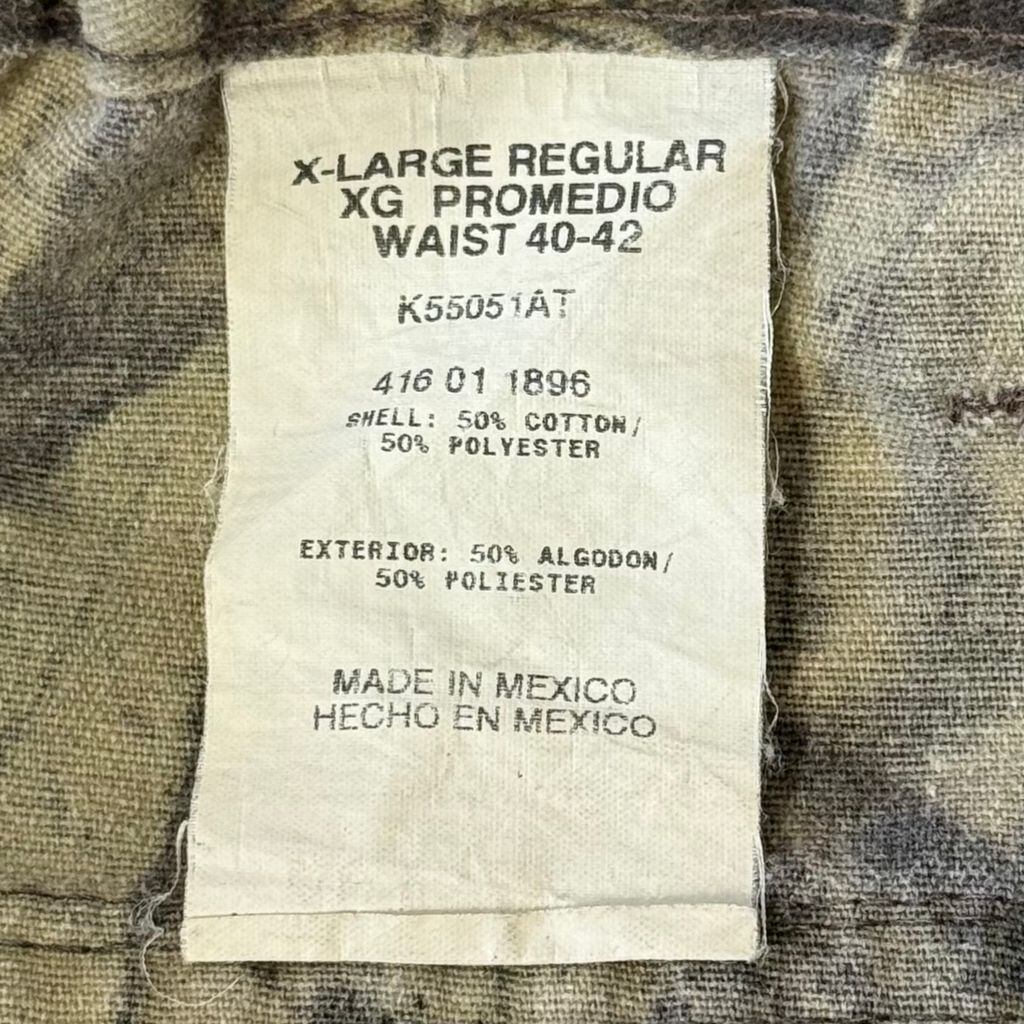 X-LARGE REGULAR
XG PROMEDIO
WAIST 40-42
K55051AT
416 01 1896
SHELL: 50% COTTON/
50% POLYESTER
EXTERIOR: 50% ALGODON/
50% POLIESTER
MADE IN MEXICO
HECHO EN MEXICO